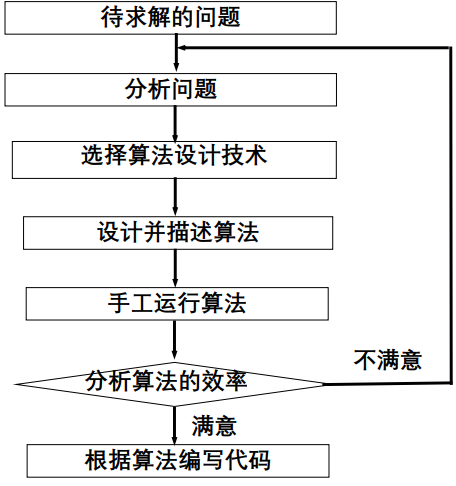 待求解的问题
分析问题
选择算法设计技术
设计并描述算法
手工运行算法
分析算法的效率
不满意
满意
根据算法编写代码